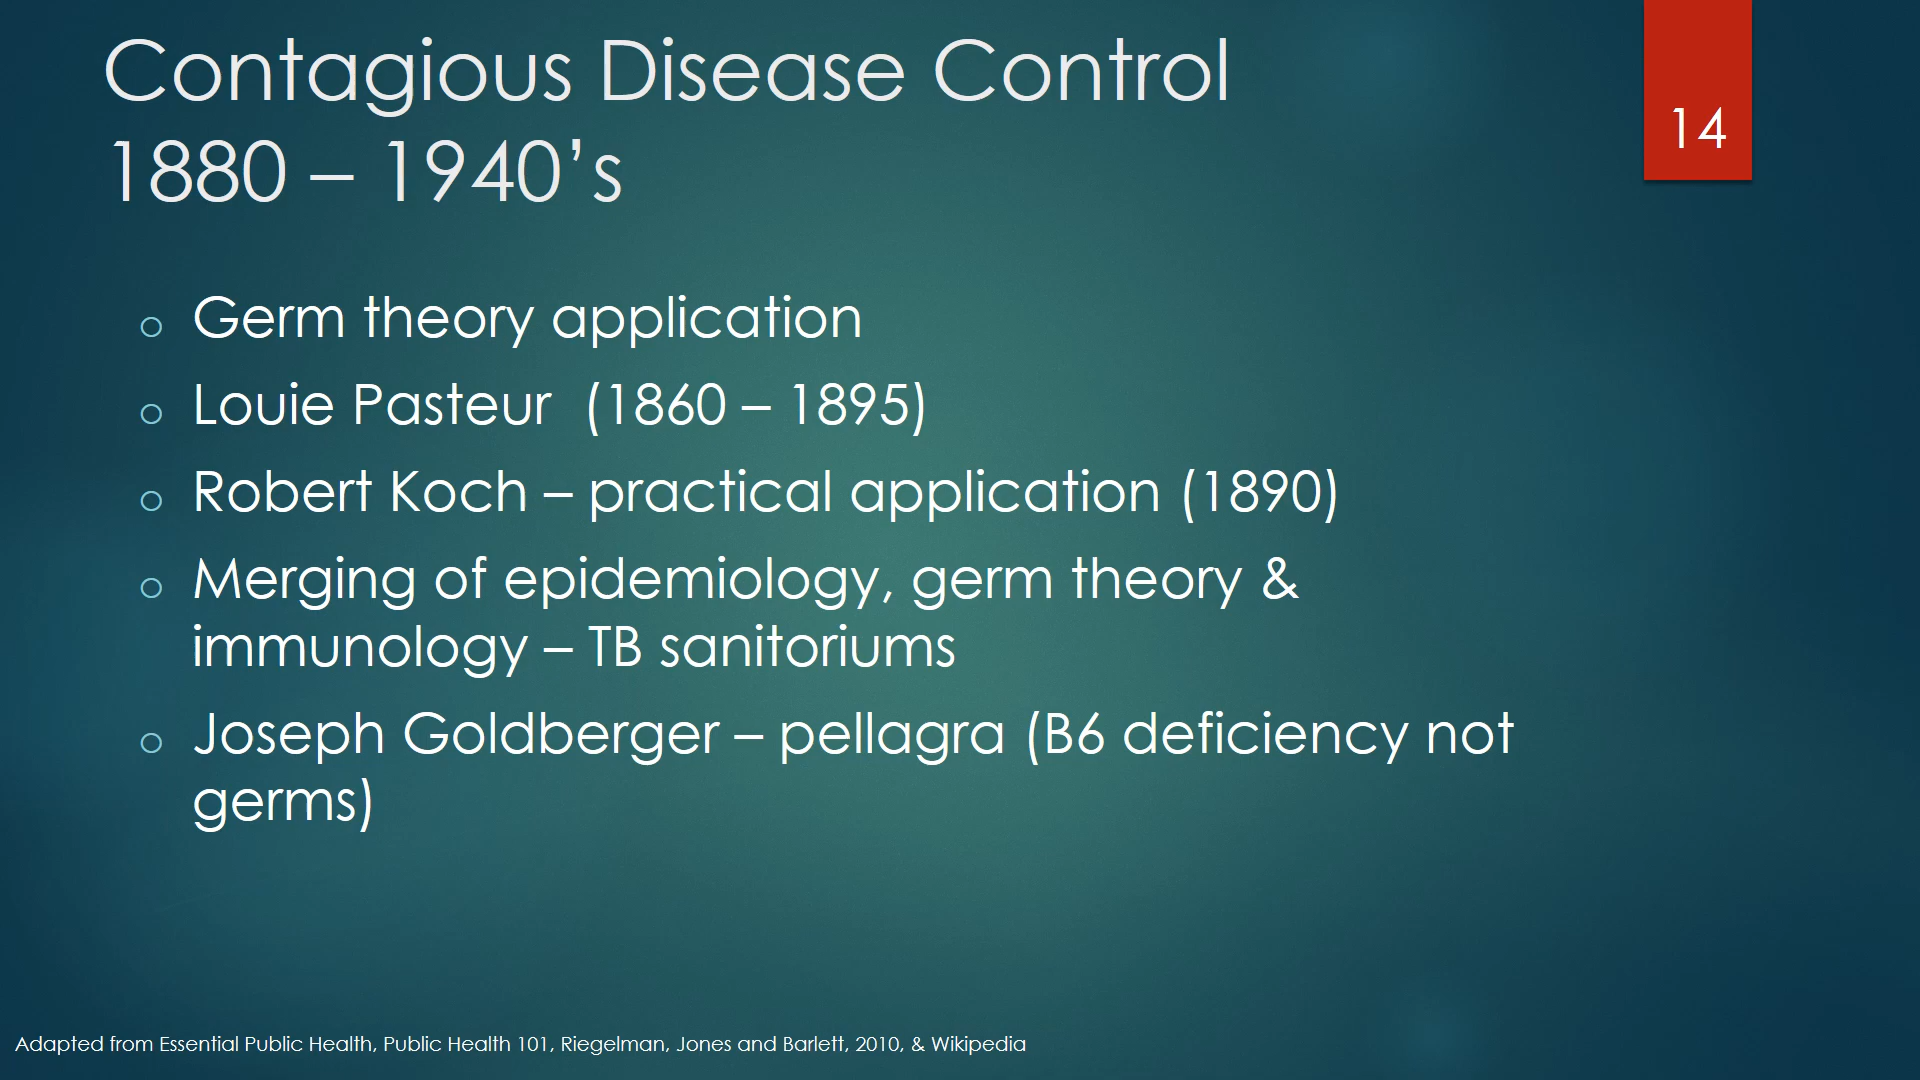 Contagious Disease Control
1880 – 1940’s
14
o Germ theory application
o Louie Pasteur  (1860 – 1895)
o Robert Koch – practical application (1890)
o Merging of epidemiology, germ theory &
immunology – TB sanitoriums
o Joseph Goldberger – pellagra (B6 deficiency not
germs)
Adapted from Essential Public Health, Public Health 101, Riegelman, Jones and Barlett, 2010, & Wikipedia